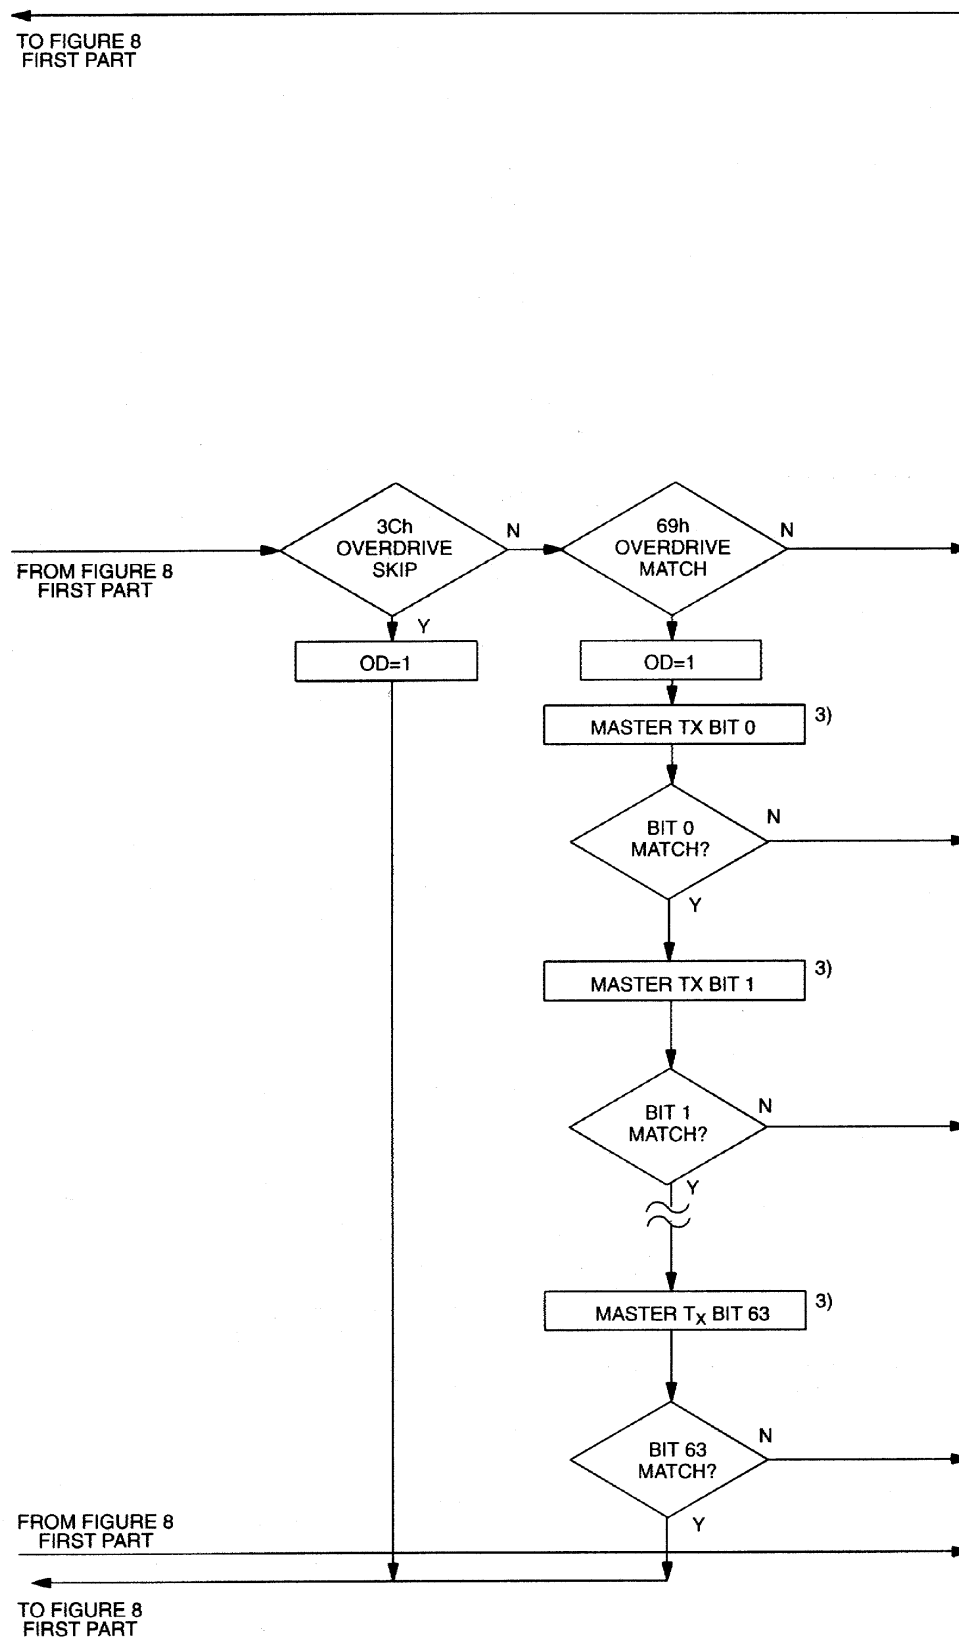 TO FIGURE 8
FIRST PART
3Ch
OVERDRIVE
SKIP
N
69h
OVERDRIVE
MATCH
N
FROM FIGURE 8
FIRST PART
Y
OD=1
OD=1
MASTER TX BIT 0
3)
BIT 0
MATCH?
N
Y
MASTER TX BIT 1
3)
BIT 1
MATCH?
N
Y
MASTER TX BIT 63
3)
BIT 63
MATCH?
N
Y
FROM FIGURE 8
FIRST PART
TO FIGURE 8
FIRST PART